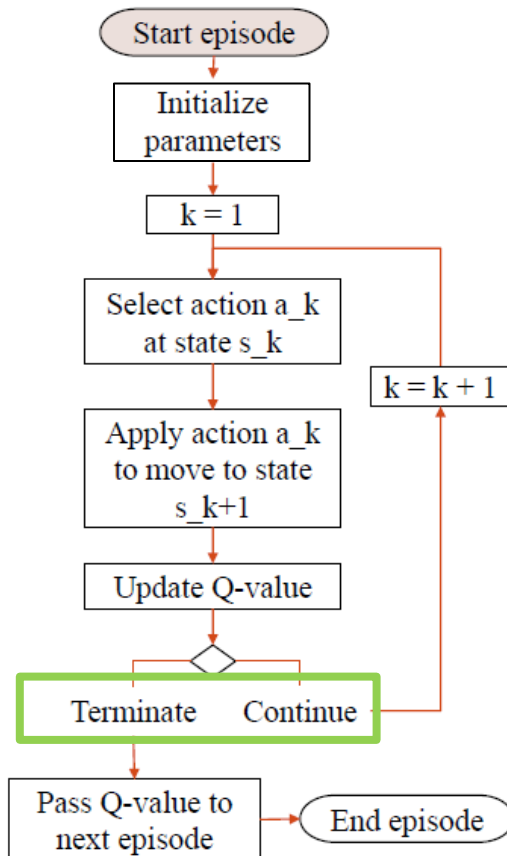 Start episode
Initialize
parameters
k = 1
Select action a_k
at state s_k
k = k + 1
Apply action a_k
to move to state
s_k+1
Update Q-value
Terminate
Continue
Pass Q-value to
next episode
End episode